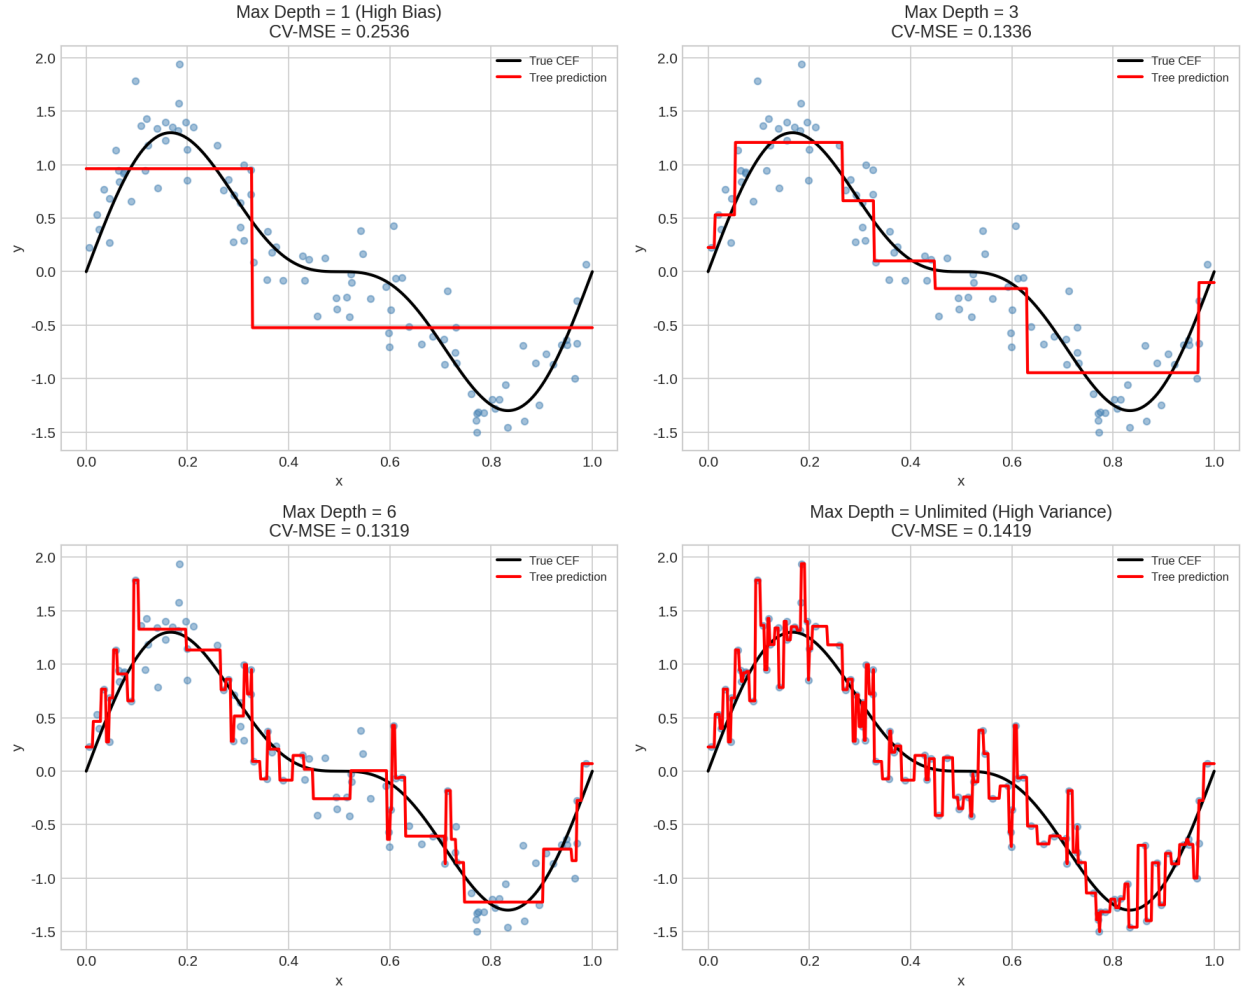 Max Depth = 1 (High Bias)
CV-MSE = 0.2536
True CEF
Tree prediction
2.0
1.5
1.0
0.5
0.0
-0.5
-1.0
-1.5
y
0.0
0.2
0.4
0.6
0.8
1.0
x
Max Depth = 3
CV-MSE = 0.1336
True CEF
Tree prediction
2.0
1.5
1.0
0.5
0.0
-0.5
-1.0
-1.5
y
0.0
0.2
0.4
0.6
0.8
1.0
x
Max Depth = 6
CV-MSE = 0.1319
True CEF
Tree prediction
2.0
1.5
1.0
0.5
0.0
-0.5
-1.0
-1.5
y
0.0
0.2
0.4
0.6
0.8
1.0
x
Max Depth = Unlimited (High Variance)
CV-MSE = 0.1419
True CEF
Tree prediction
2.0
1.5
1.0
0.5
0.0
-0.5
-1.0
-1.5
y
0.0
0.2
0.4
0.6
0.8
1.0
x